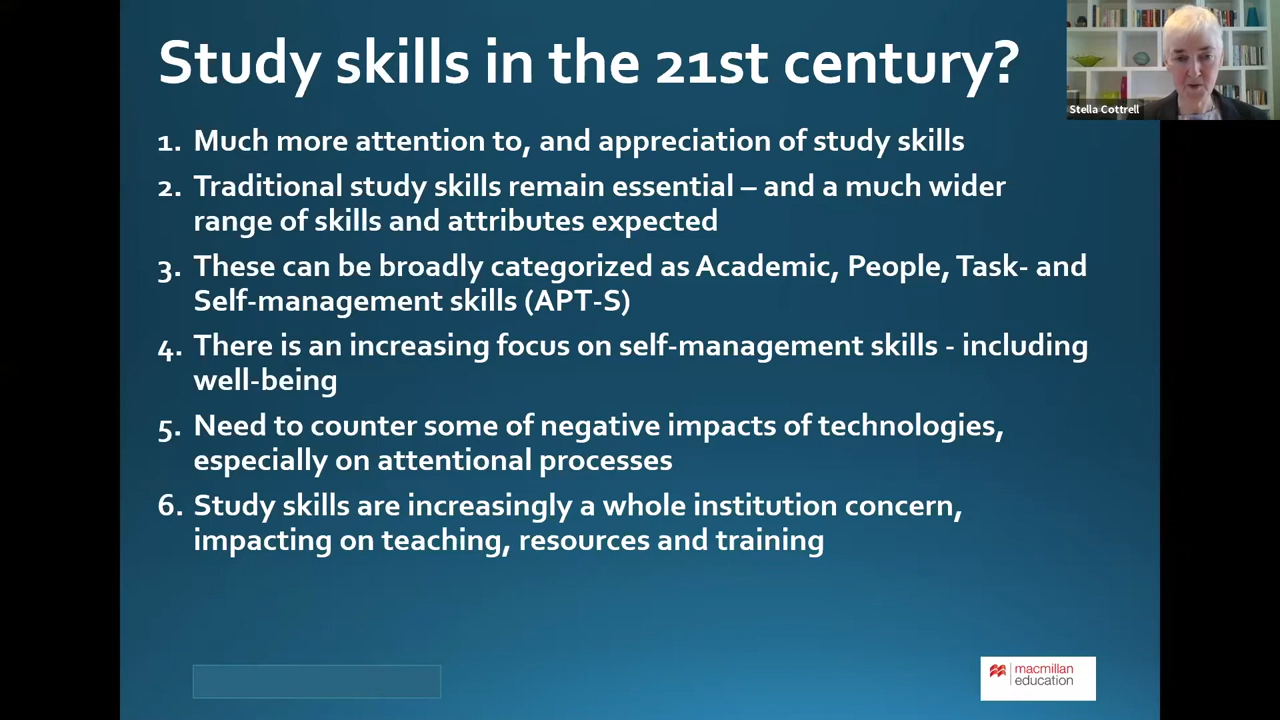 Study skills in the 21st century?
Stella Cottrell
1. Much more attention to, and appreciation of study skills
2. Traditional study skills remain essential – and a much wider
range of skills and attributes expected
3. These can be broadly categorized as Academic, People, Task- and
Self-management skills (APT-S)
4. There is an increasing focus on self-management skills - including
well-being
5. Need to counter some of negative impacts of technologies,
especially on attentional processes
6. Study skills are increasingly a whole institution concern,
impacting on teaching, resources and training
macmillan
education